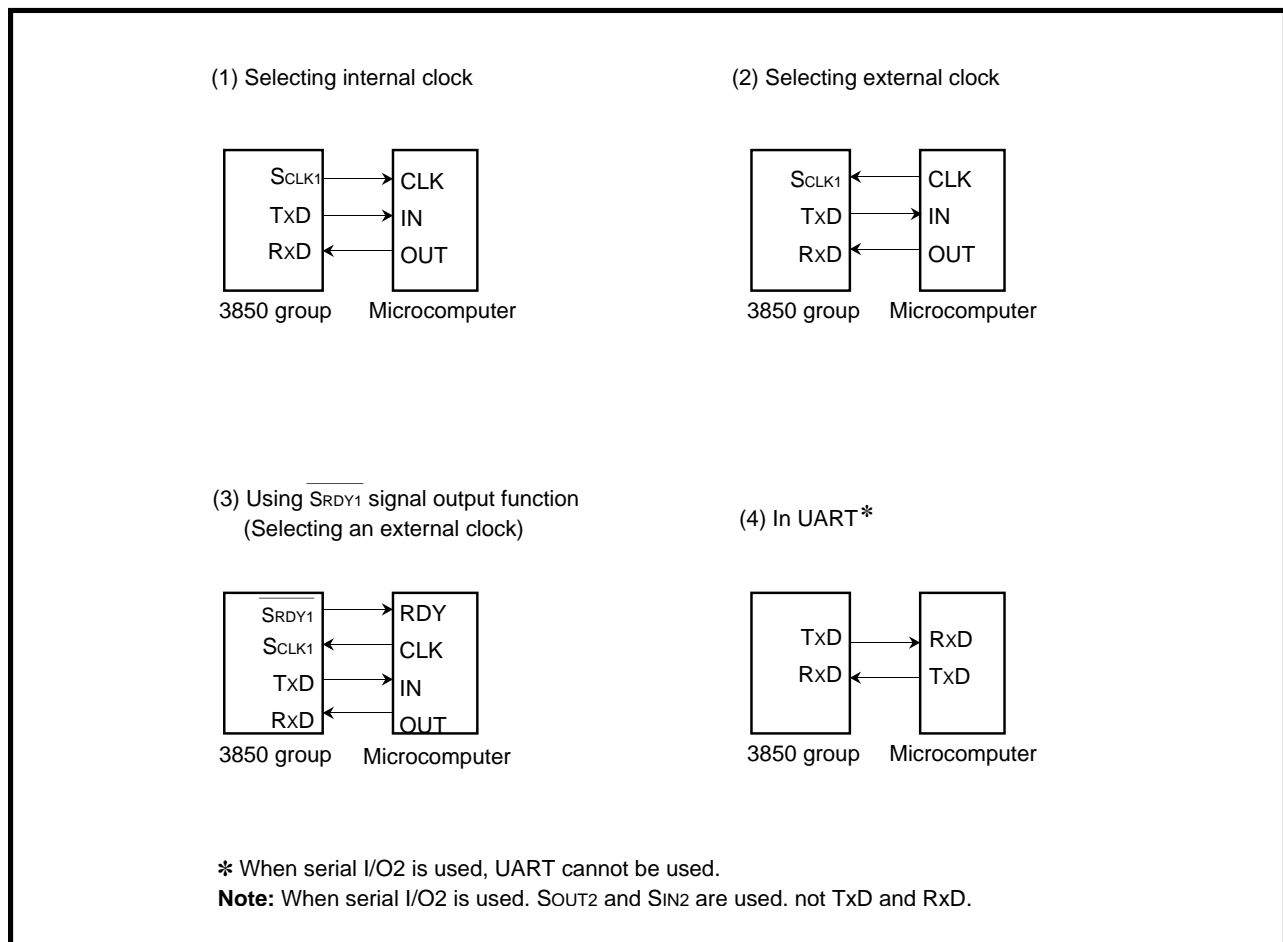 (1) Selecting internal clock
SCLK1
TxD
RxD
CLK
IN
OUT
3850 group
Microcomputer
(2) Selecting external clock
SCLK1
TxD
RxD
CLK
IN
OUT
3850 group
Microcomputer
(3) Using SRDY1 signal output function
(Selecting an external clock)
SRDY1
SCLK1
TxD
RxD
RDY
CLK
IN
OUT
3850 group
Microcomputer
(4) In UART*
TxD
RxD
RxD
TxD
3850 group
Microcomputer
* When serial I/O2 is used, UART cannot be used.
Note: When serial I/O2 is used. SOUT2 and SIN2 are used. not TxD and RxD.